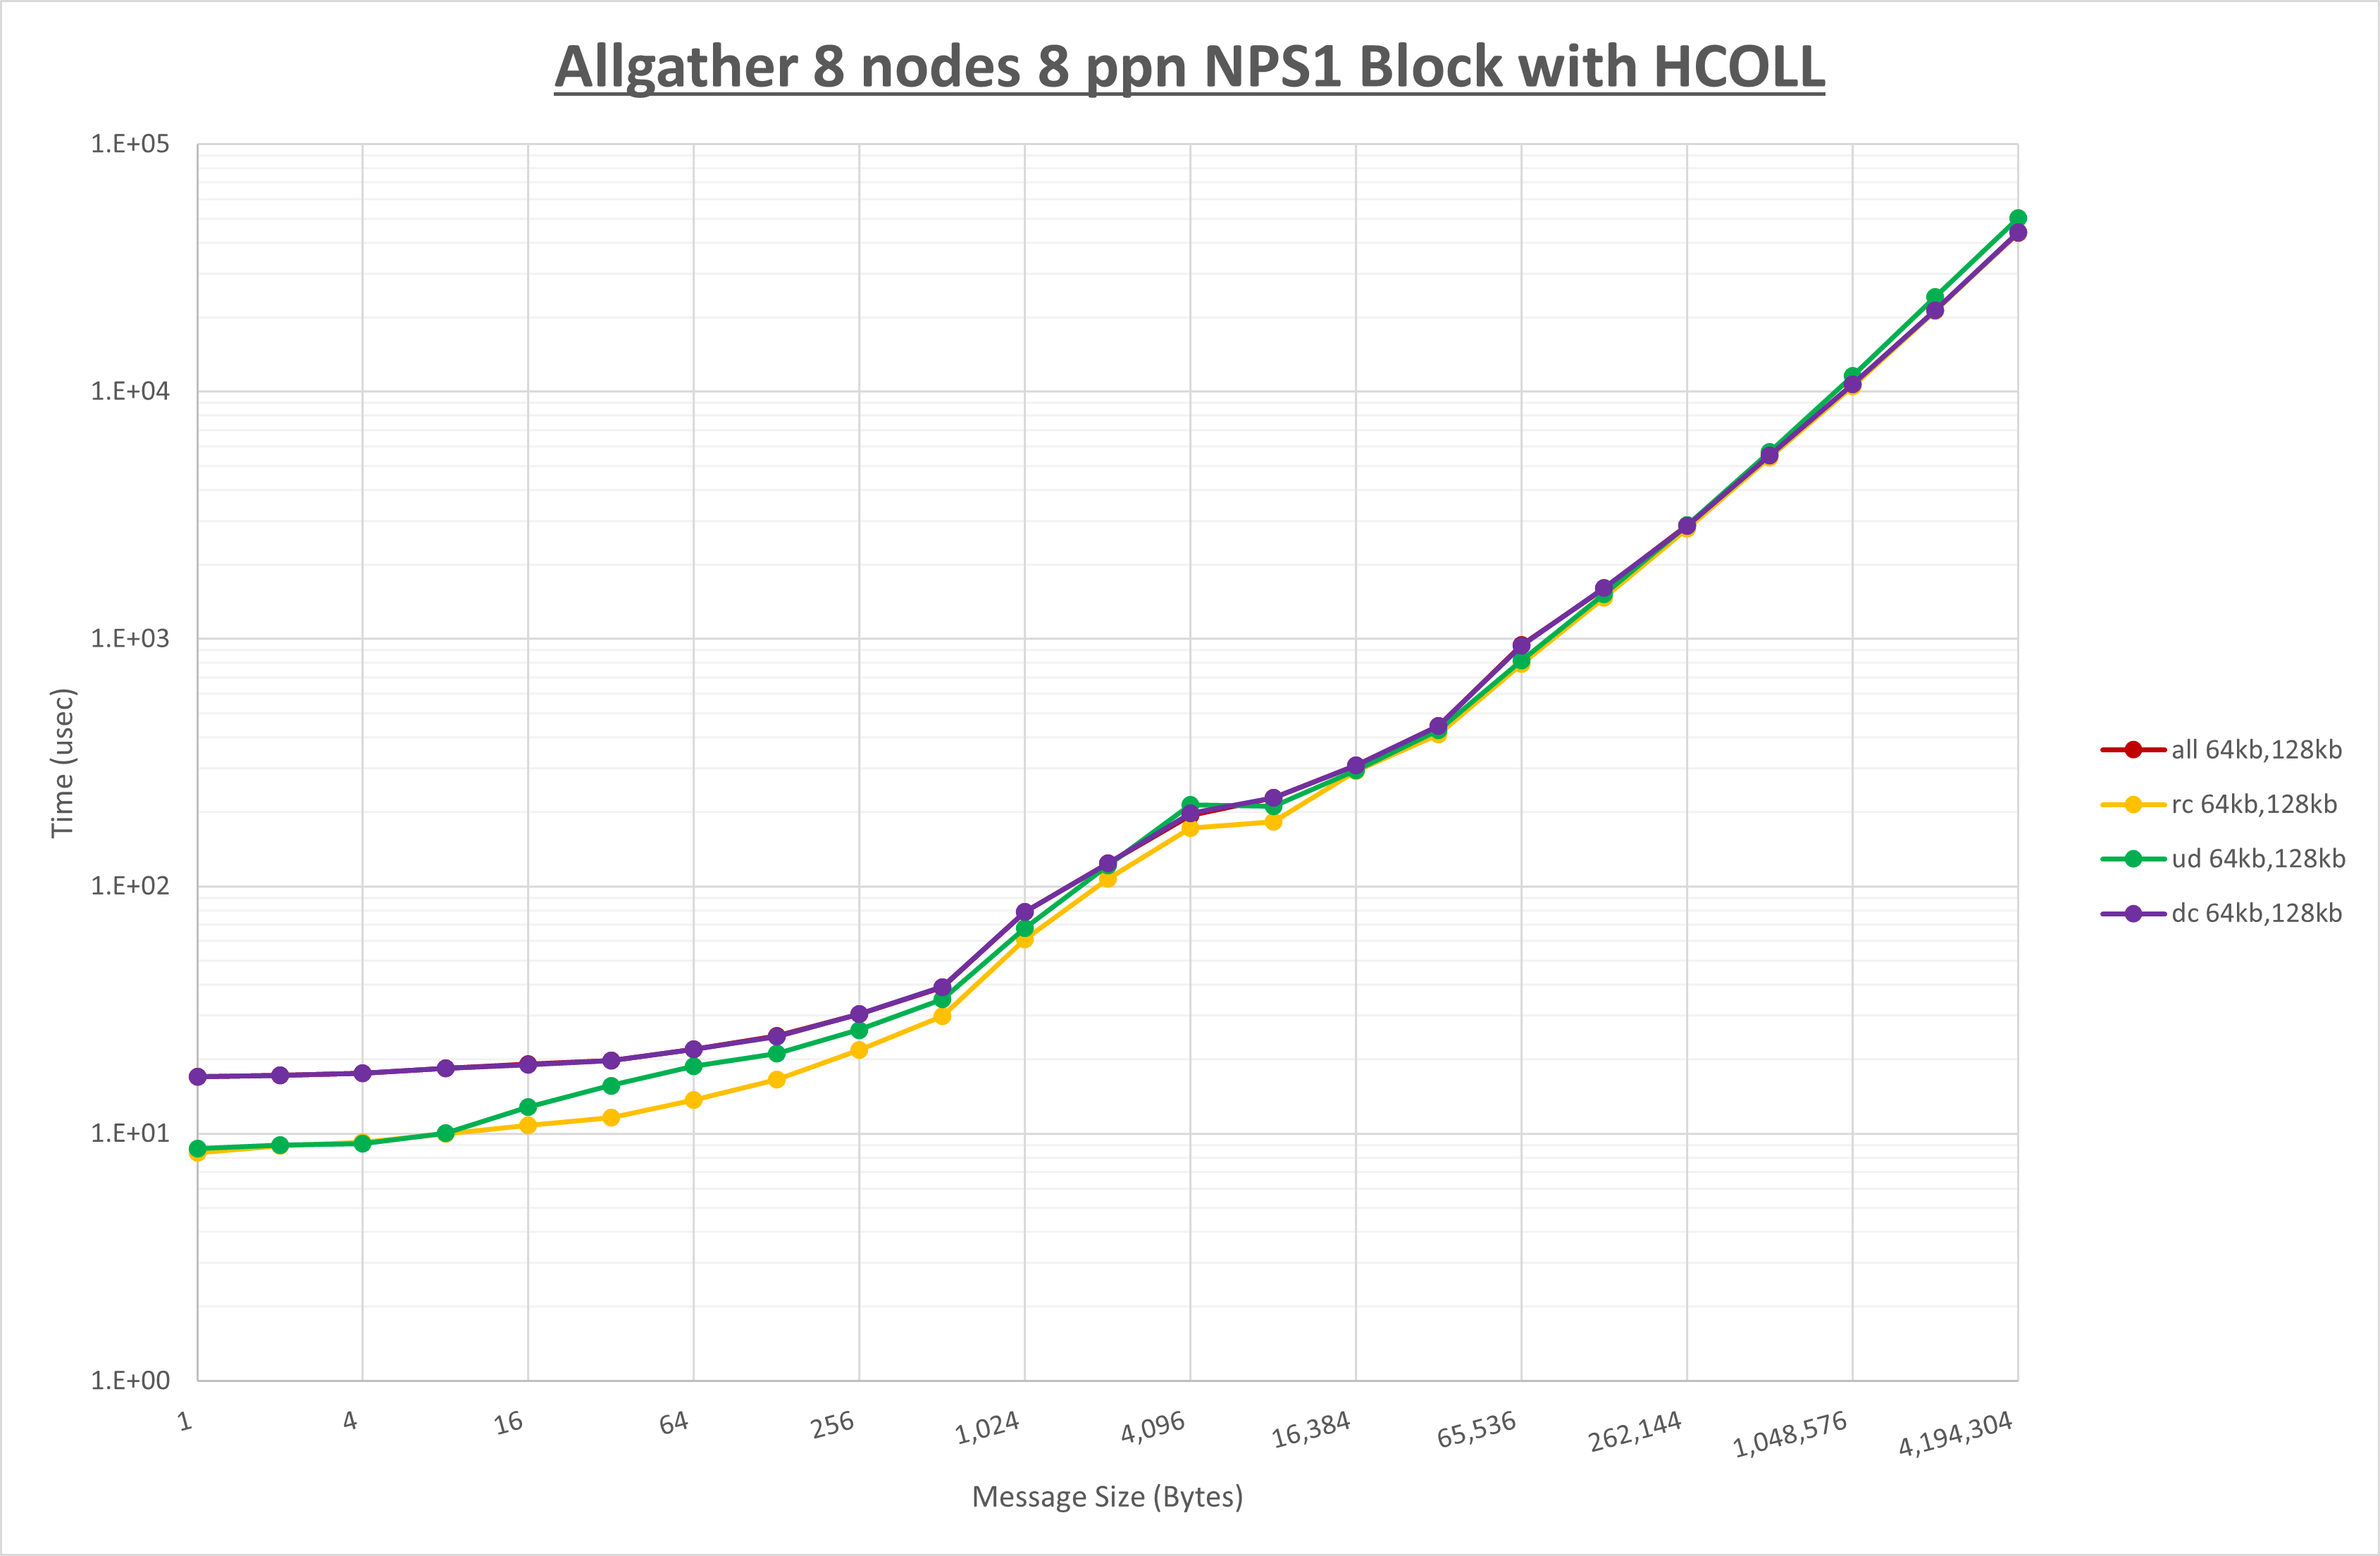 Allgather 8 nodes 8 ppn NPS1 Block with HCOLL
1.E+05
1.E+04
1.E+03
1.E+02
1.E+01
1.E+00
Time (usec)
1
4
16
64
256
1,024
4,096
16,384
65,536
262,144
1,048,576
4,194,304
Message Size (Bytes)
all 64kb,128kb
rc 64kb,128kb
ud 64kb,128kb
dc 64kb,128kb